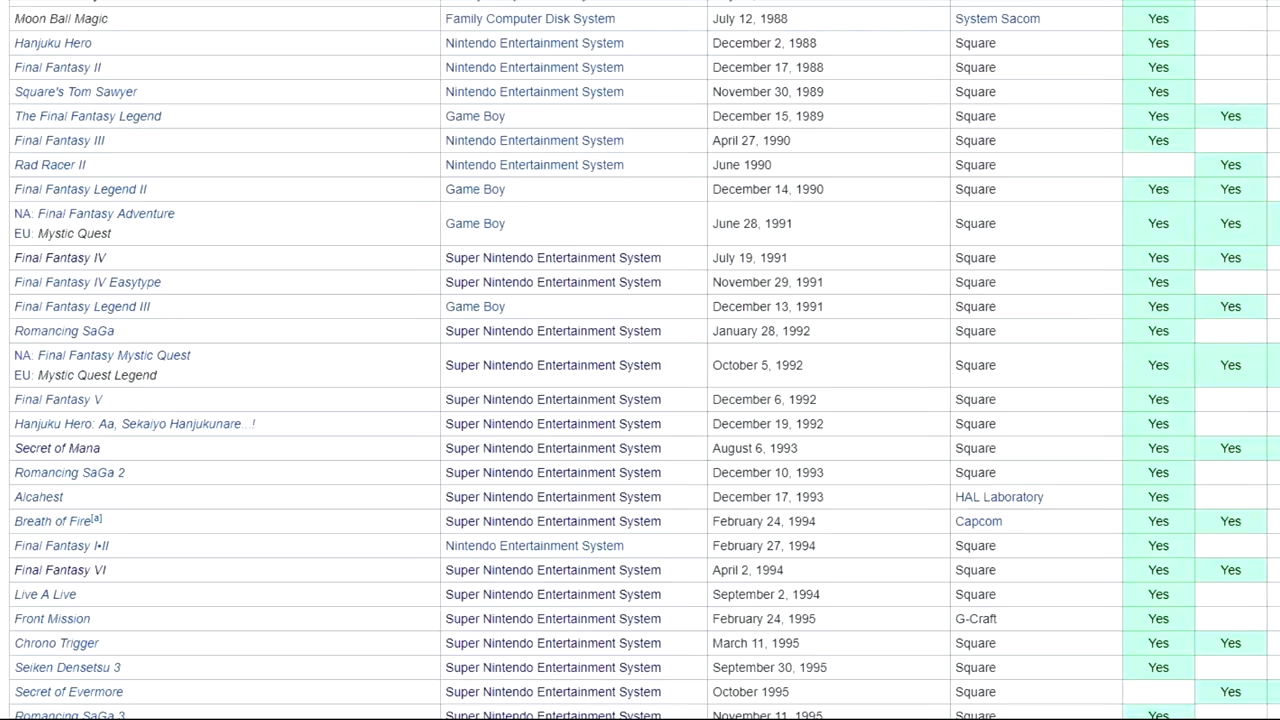 Moon Ball Magic Family Computer Disk System July 12, 1988 System Sacom Yes
Hanjuku Hero Nintendo Entertainment System December 2, 1988 Square Yes
Final Fantasy II Nintendo Entertainment System December 17, 1988 Square Yes
Square's Tom Sawyer Nintendo Entertainment System November 30, 1989 Square Yes
The Final Fantasy Legend Game Boy December 15, 1989 Square Yes Yes
Final Fantasy III Nintendo Entertainment System April 27, 1990 Square Yes
Rad Racer II Nintendo Entertainment System June 1990 Square Yes
Final Fantasy Legend II Game Boy December 14, 1990 Square Yes Yes
NA: Final Fantasy Adventure
EU: Mystic Quest
Game Boy June 28, 1991 Square Yes Yes
Final Fantasy IV Super Nintendo Entertainment System July 19, 1991 Square Yes Yes
Final Fantasy IV Easytype Super Nintendo Entertainment System November 29, 1991 Square Yes
Final Fantasy Legend III Game Boy December 13, 1991 Square Yes Yes
Romancing SaGa Super Nintendo Entertainment System January 28, 1992 Square Yes
NA: Final Fantasy Mystic Quest
EU: Mystic Quest Legend
Super Nintendo Entertainment System October 5, 1992 Square Yes Yes
Final Fantasy V Super Nintendo Entertainment System December 6, 1992 Square Yes
Hanjuku Hero: Aa, Sekaiyo Hanjukunare...! Super Nintendo Entertainment System December 19, 1992 Square Yes
Secret of Mana Super Nintendo Entertainment System August 6, 1993 Square Yes Yes
Romancing SaGa 2 Super Nintendo Entertainment System December 10, 1993 Square Yes
Alcahest Super Nintendo Entertainment System December 17, 1993 HAL Laboratory Yes
Breath of Fire[a] Super Nintendo Entertainment System February 24, 1994 Capcom Yes Yes
Final Fantasy I•II Nintendo Entertainment System February 27, 1994 Square Yes
Final Fantasy VI Super Nintendo Entertainment System April 2, 1994 Square Yes Yes
Live A Live Super Nintendo Entertainment System September 2, 1994 Square Yes
Front Mission Super Nintendo Entertainment System February 24, 1995 G-Craft Yes
Chrono Trigger Super Nintendo Entertainment System March 11, 1995 Square Yes Yes
Seiken Densetsu 3 Super Nintendo Entertainment System September 30, 1995 Square Yes
Secret of Evermore Super Nintendo Entertainment System October 1995 Square Yes
Romancing SaGa 3 Super Nintendo Entertainment System November 11, 1995 Square Yes